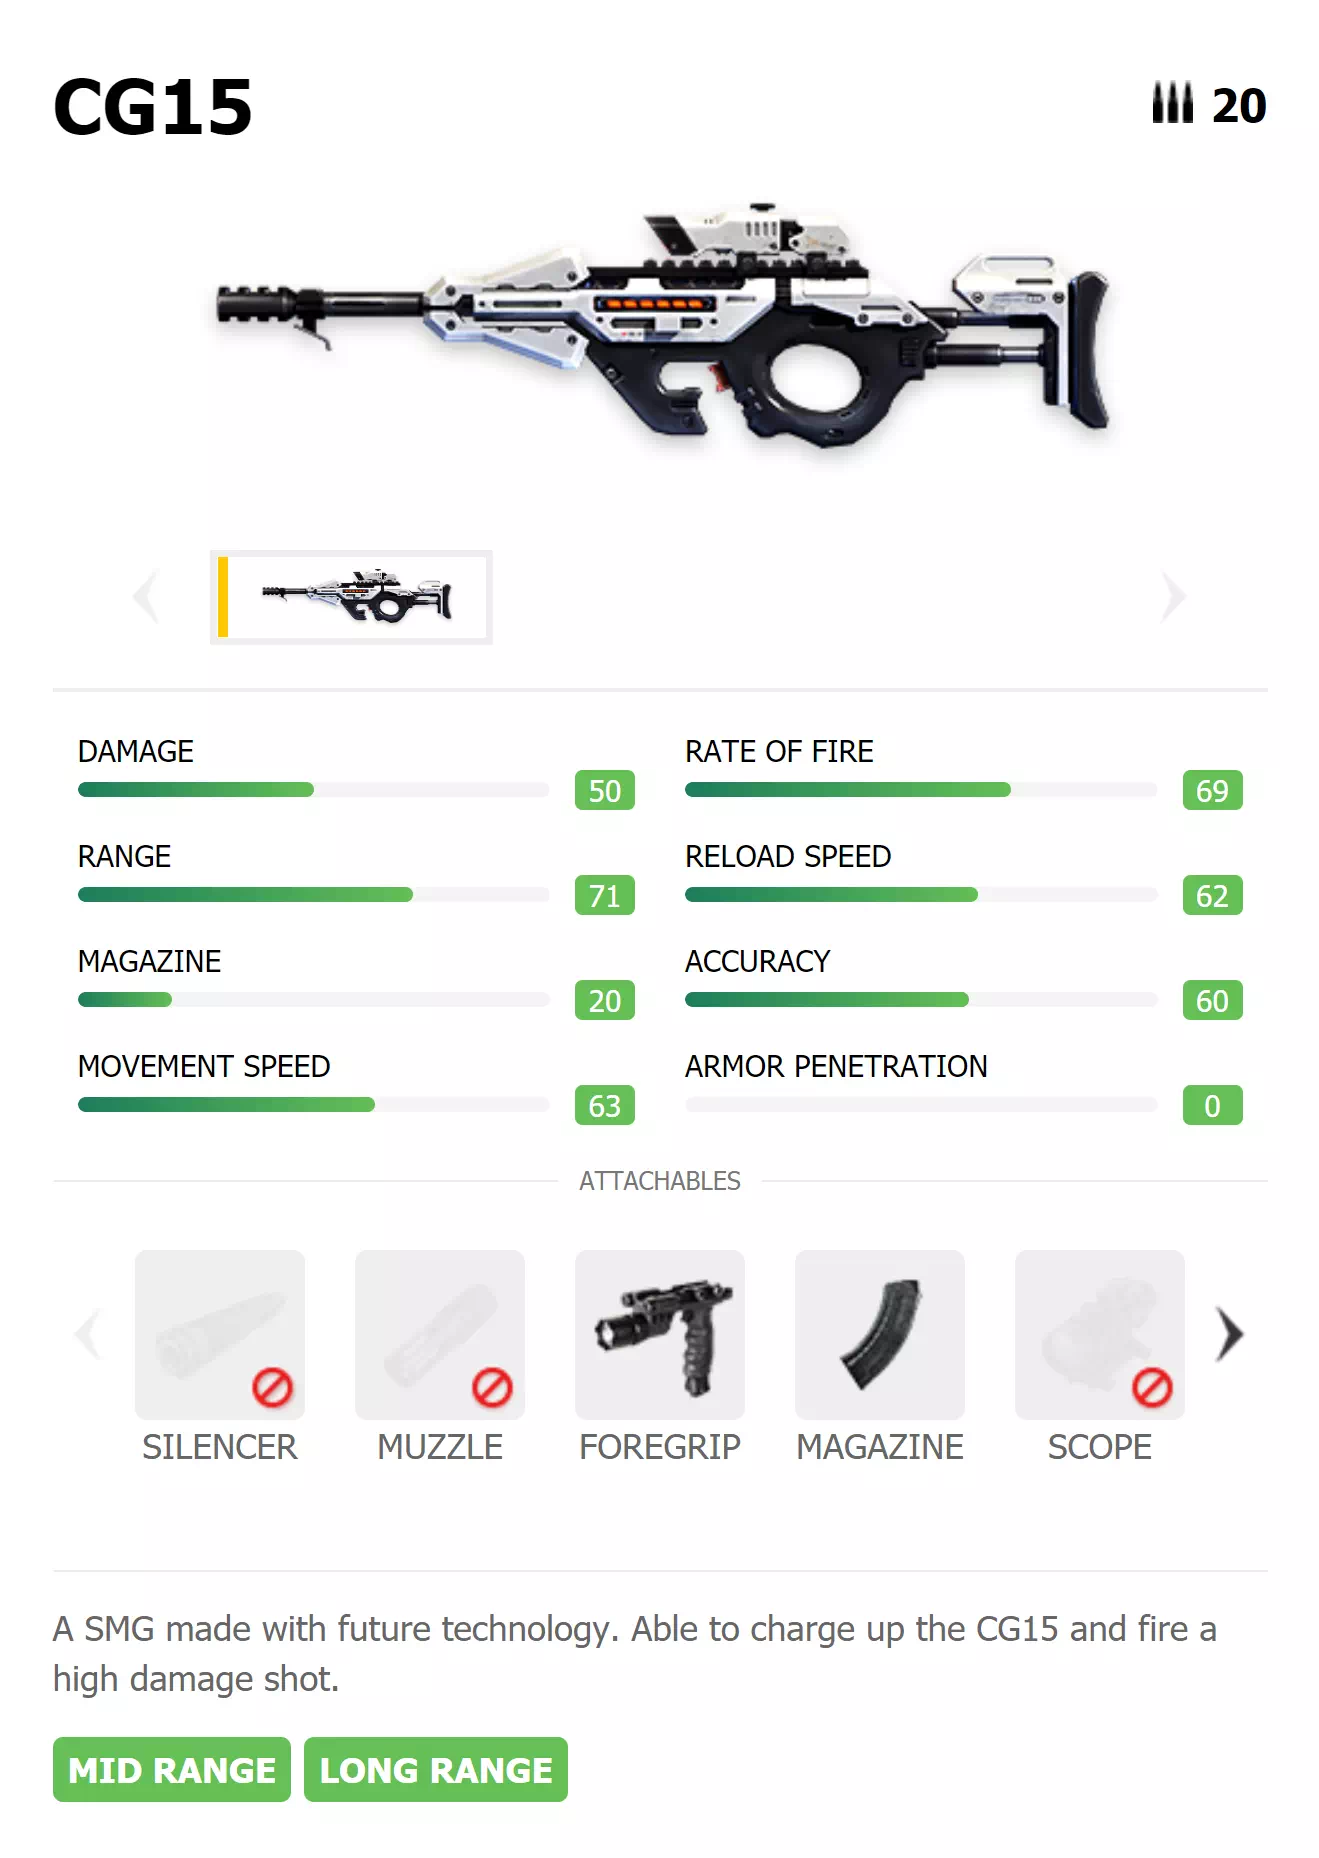 CG15
20
DAMAGE
50
RATE OF FIRE
69
RANGE
71
RELOAD SPEED
62
MAGAZINE
20
ACCURACY
60
MOVEMENT SPEED
63
ARMOR PENETRATION
0
ATTACHABLES
SILENCER
MUZZLE
FOREGRIP
MAGAZINE
SCOPE
A SMG made with future technology. Able to charge up the CG15 and fire a
high damage shot.
MID RANGE
LONG RANGE